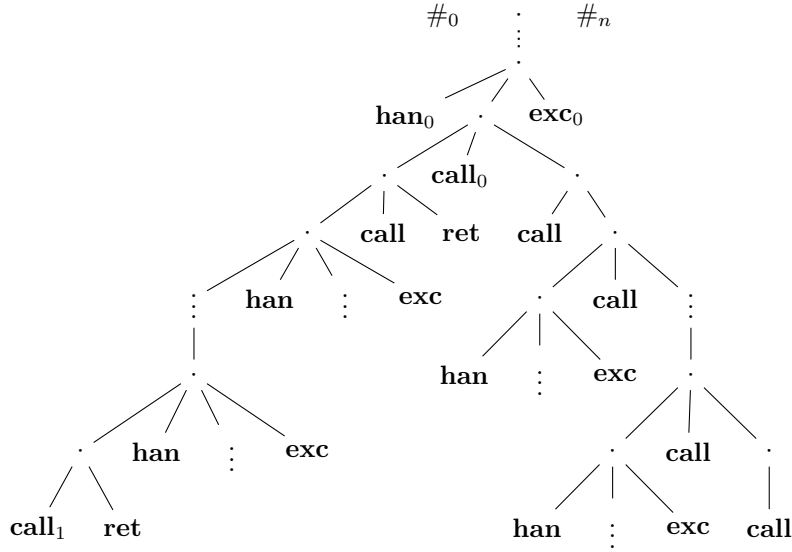 #₀ #ₙ
han₀ exc₀
call₀
call ret call
han exc call
han exc
han exc call
call₁ ret han exc call